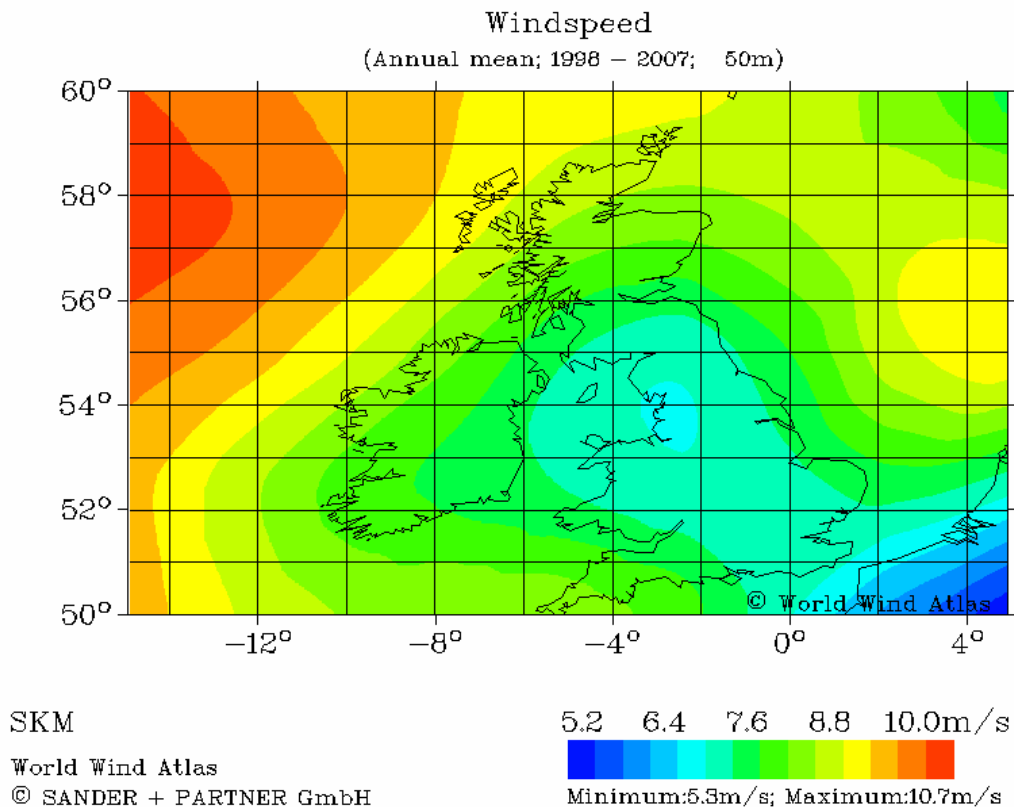 Windspeed
(Annual mean; 1998 – 2007; 50m)
60°
58°
56°
54°
52°
50°
© World Wind Atlas
−12° −8° −4° 0° 4°
SKM
5.2 6.4 7.6 8.8 10.0m/s
World Wind Atlas
© SANDER + PARTNER GmbH
Minimum:5.3m/s; Maximum:10.7m/s